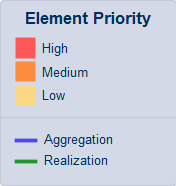 Element Priority
High
Medium
Low
Aggregation
Realization